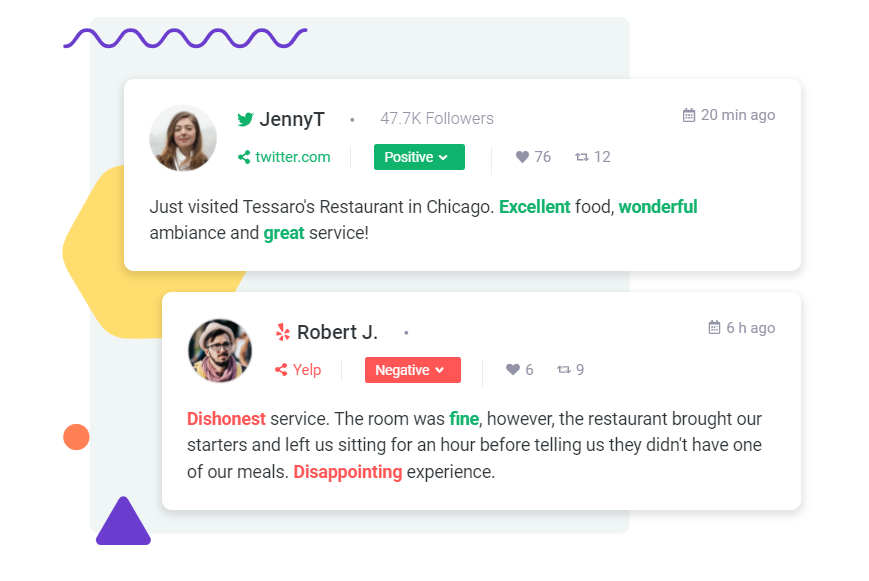 JennyT • 47.7K Followers 20 min ago
twitter.com Positive 76 12
Just visited Tessaro's Restaurant in Chicago. Excellent food, wonderful
ambiance and great service!
Robert J. • 6 h ago
Yelp Negative 6 9
Dishonest service. The room was fine, however, the restaurant brought our
starters and left us sitting for an hour before telling us they didn't have one
of our meals. Disappointing experience.